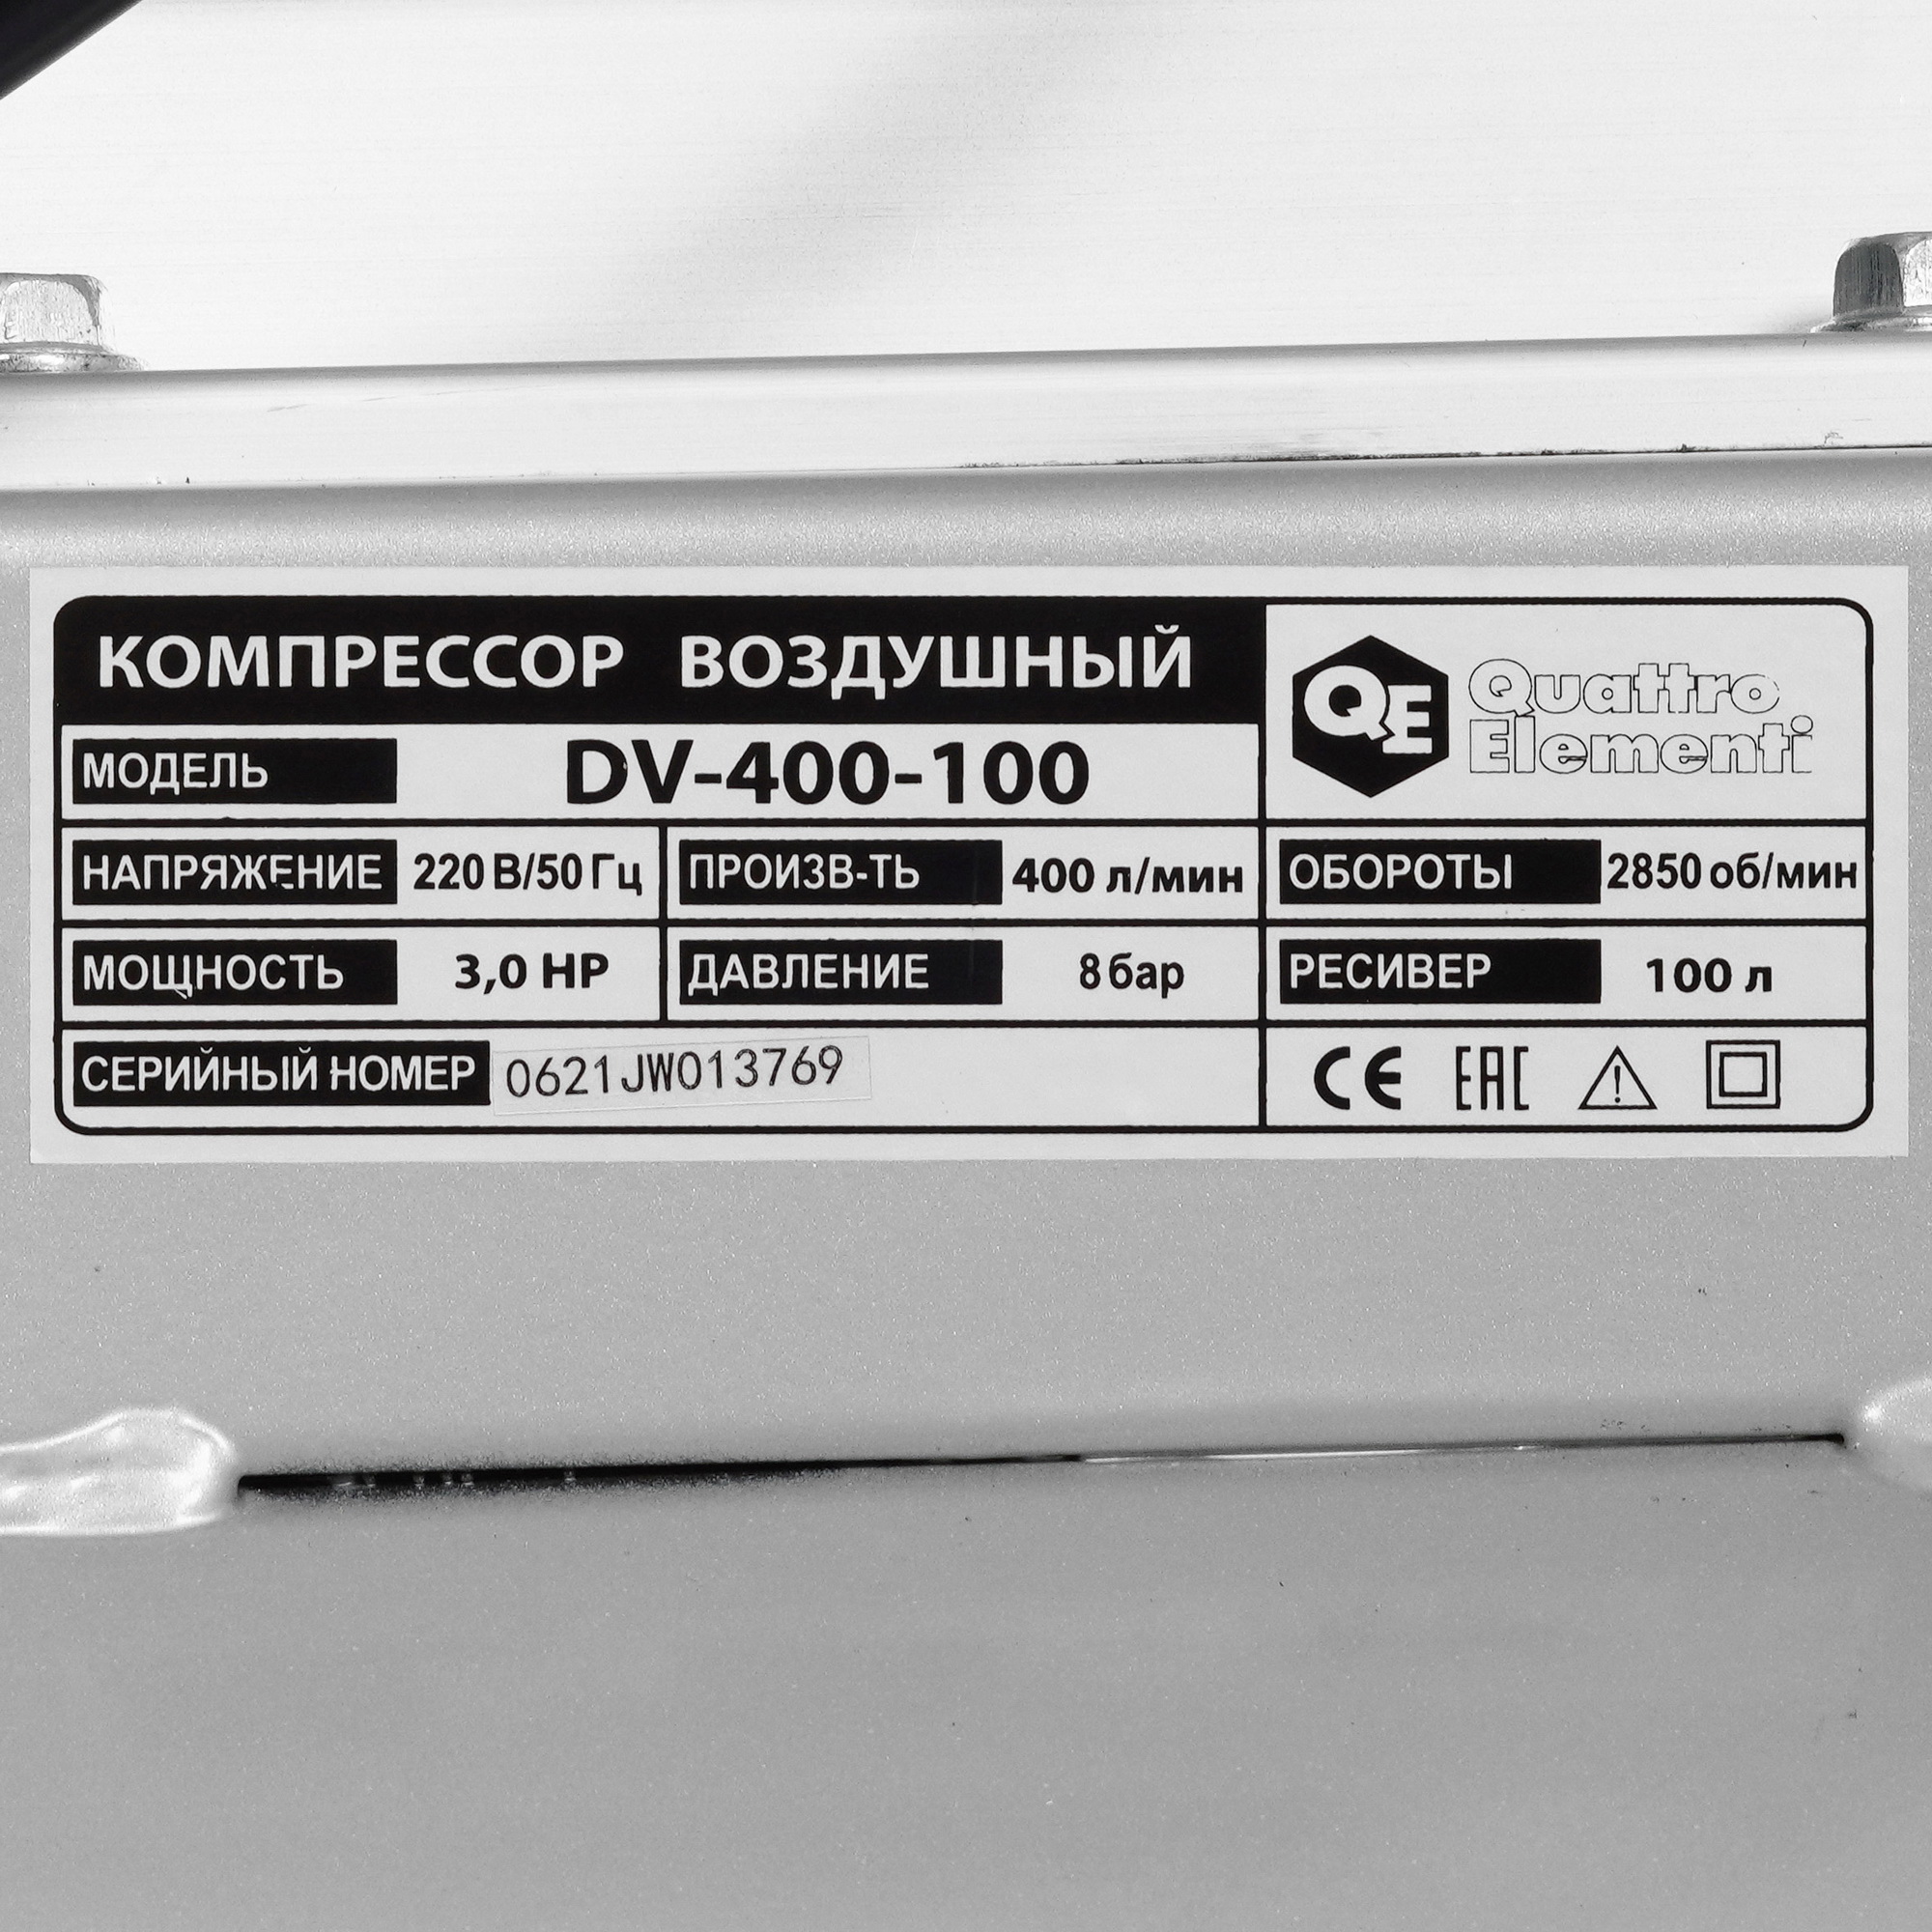 КОМПРЕССОР ВОЗДУШНЫЙ
QE Quattro
Elementi
МОДЕЛЬ DV-400-100
НАПРЯЖЕНИЕ 220 В/50 Гц ПРОИЗВ-ТЬ 400 л/мин ОБОРОТЫ 2850 об/мин
МОЩНОСТЬ 3,0 HP ДАВЛЕНИЕ 8 бар РЕСИВЕР 100 л
СЕРИЙНЫЙ НОМЕР 0621JW013769 CE EAC